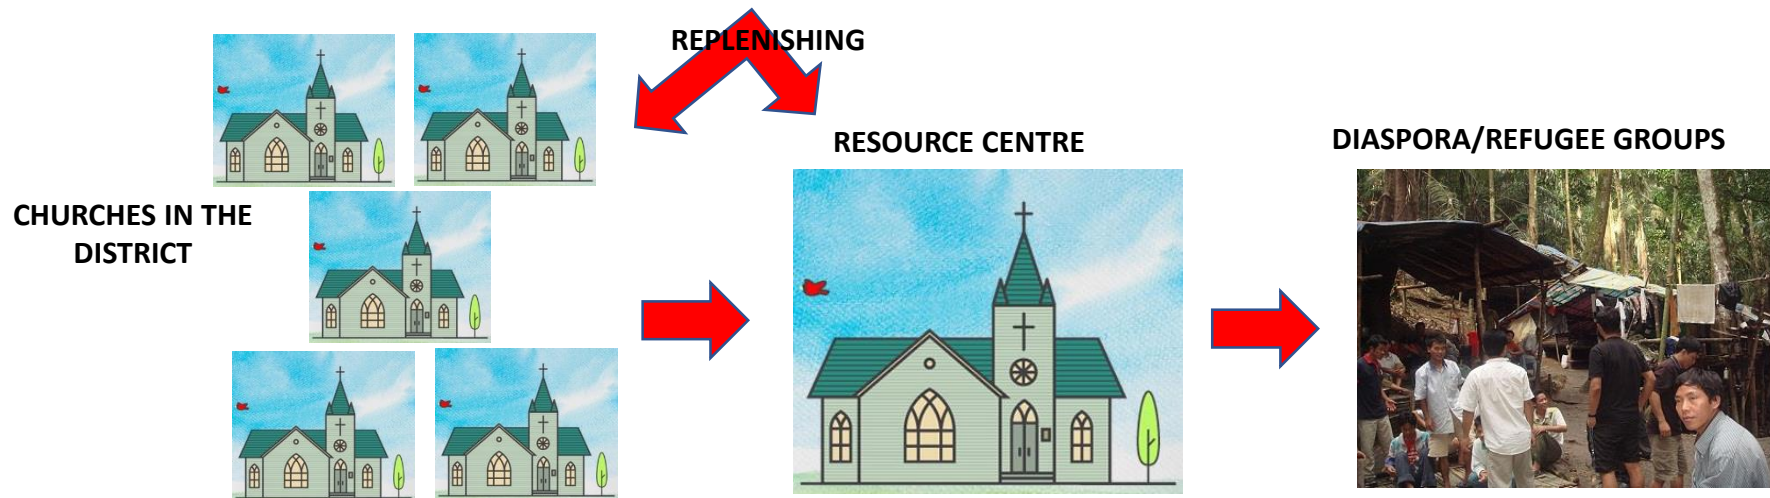 REPLENISHING
RESOURCE CENTRE
DIASPORA/REFUGEE GROUPS
CHURCHES IN THE
DISTRICT